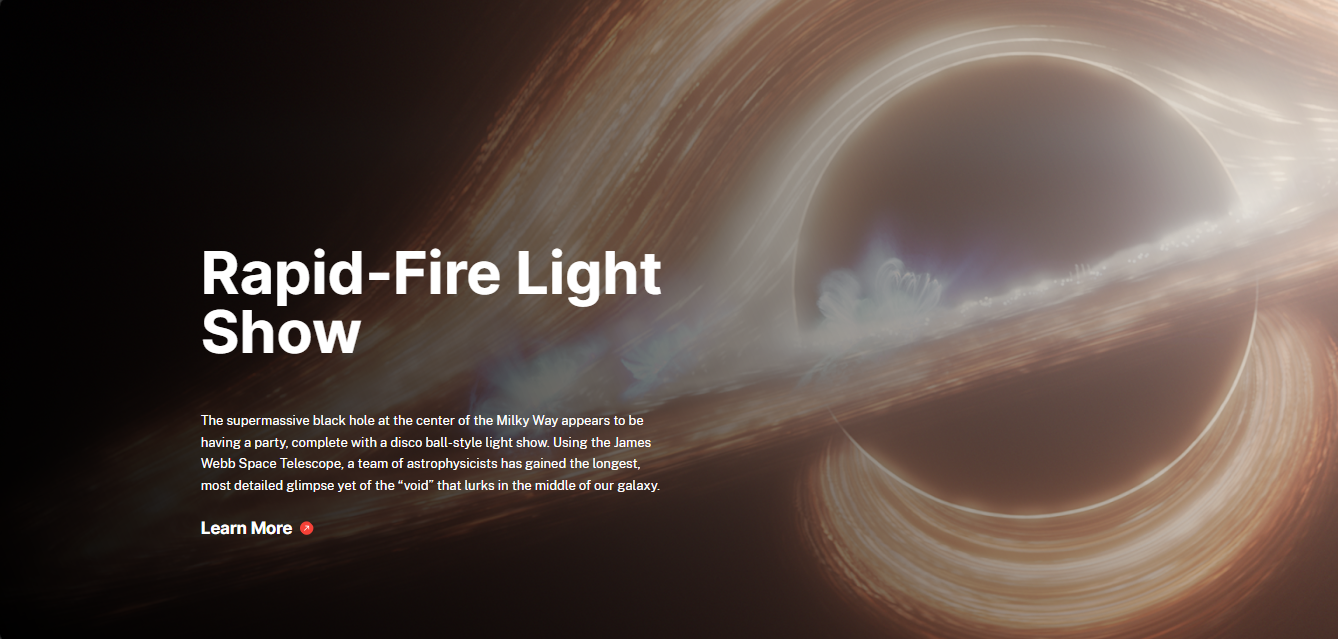 Rapid-Fire Light
Show
The supermassive black hole at the center of the Milky Way appears to be
having a party, complete with a disco ball-style light show. Using the James
Webb Space Telescope, a team of astrophysicists has gained the longest,
most detailed glimpse yet of the “void” that lurks in the middle of our galaxy.
Learn More